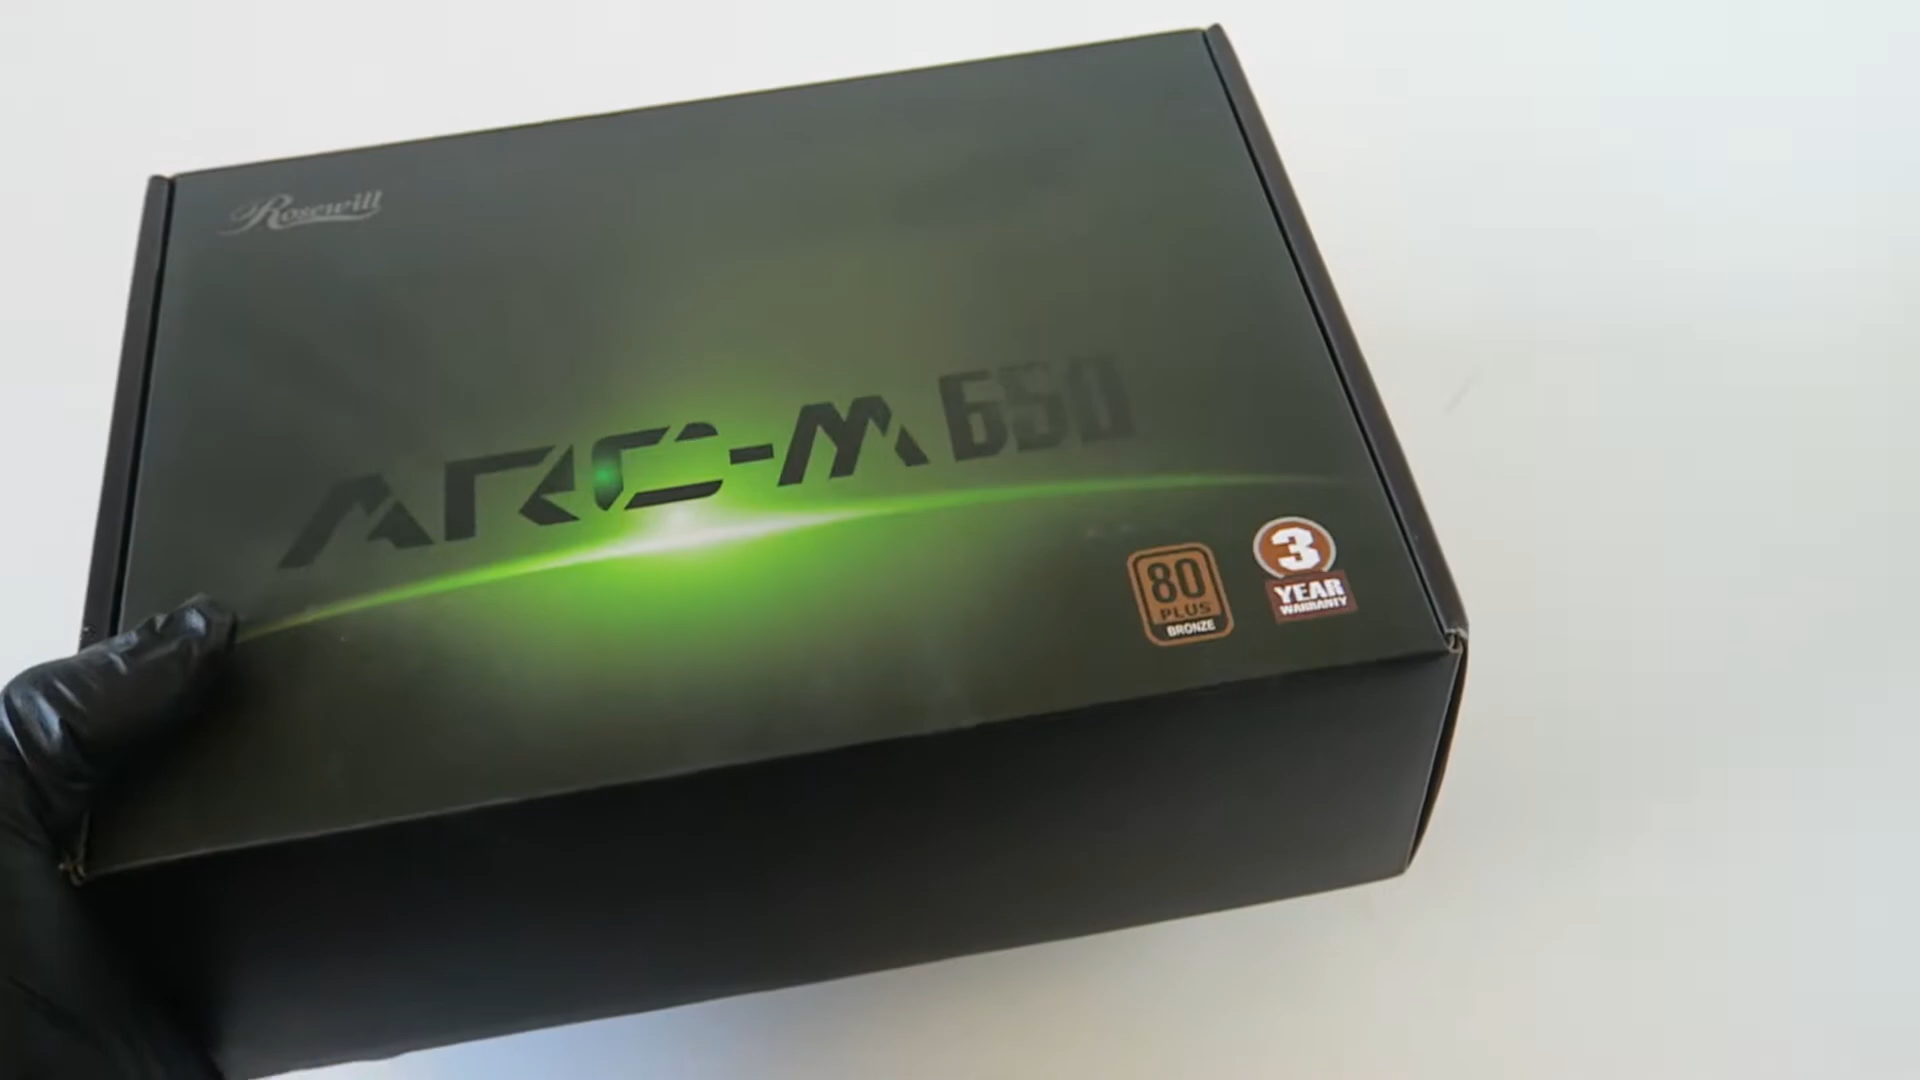 Rosewill
ARC-M 650
80
PLUS
BRONZE
3
YEAR
WARRANTY